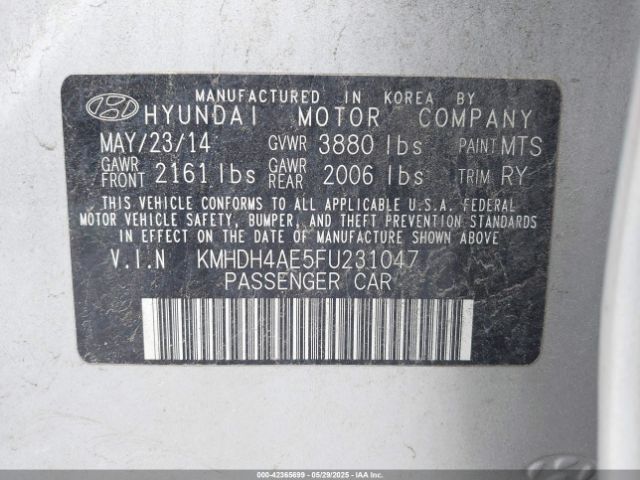 MANUFACTURED IN KOREA BY
HYUNDAI MOTOR COMPANY
MAY/23/14 GVWR 3880 lbs PAINT MTS
GAWR FRONT 2161 lbs GAWR REAR 2006 lbs TRIM RY
THIS VEHICLE CONFORMS TO ALL APPLICABLE U.S.A. FEDERAL
MOTOR VEHICLE SAFETY, BUMPER, AND THEFT PREVENTION STANDARDS
IN EFFECT ON THE DATE OF MANUFACTURE SHOWN ABOVE
V.I.N KMHDH4AE5FU231047
PASSENGER CAR
000-42365699 - 05/29/2025 - IAA Inc.